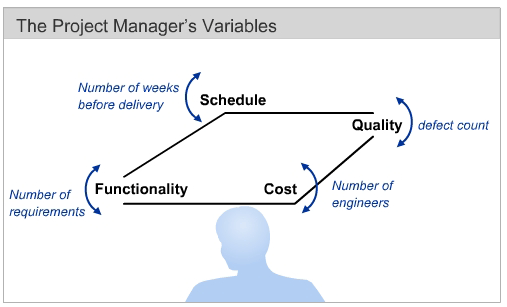 The Project Manager's Variables
Number of weeks
before delivery
Schedule
Quality
defect count
Functionality
Cost
Number of
requirements
Number of
engineers